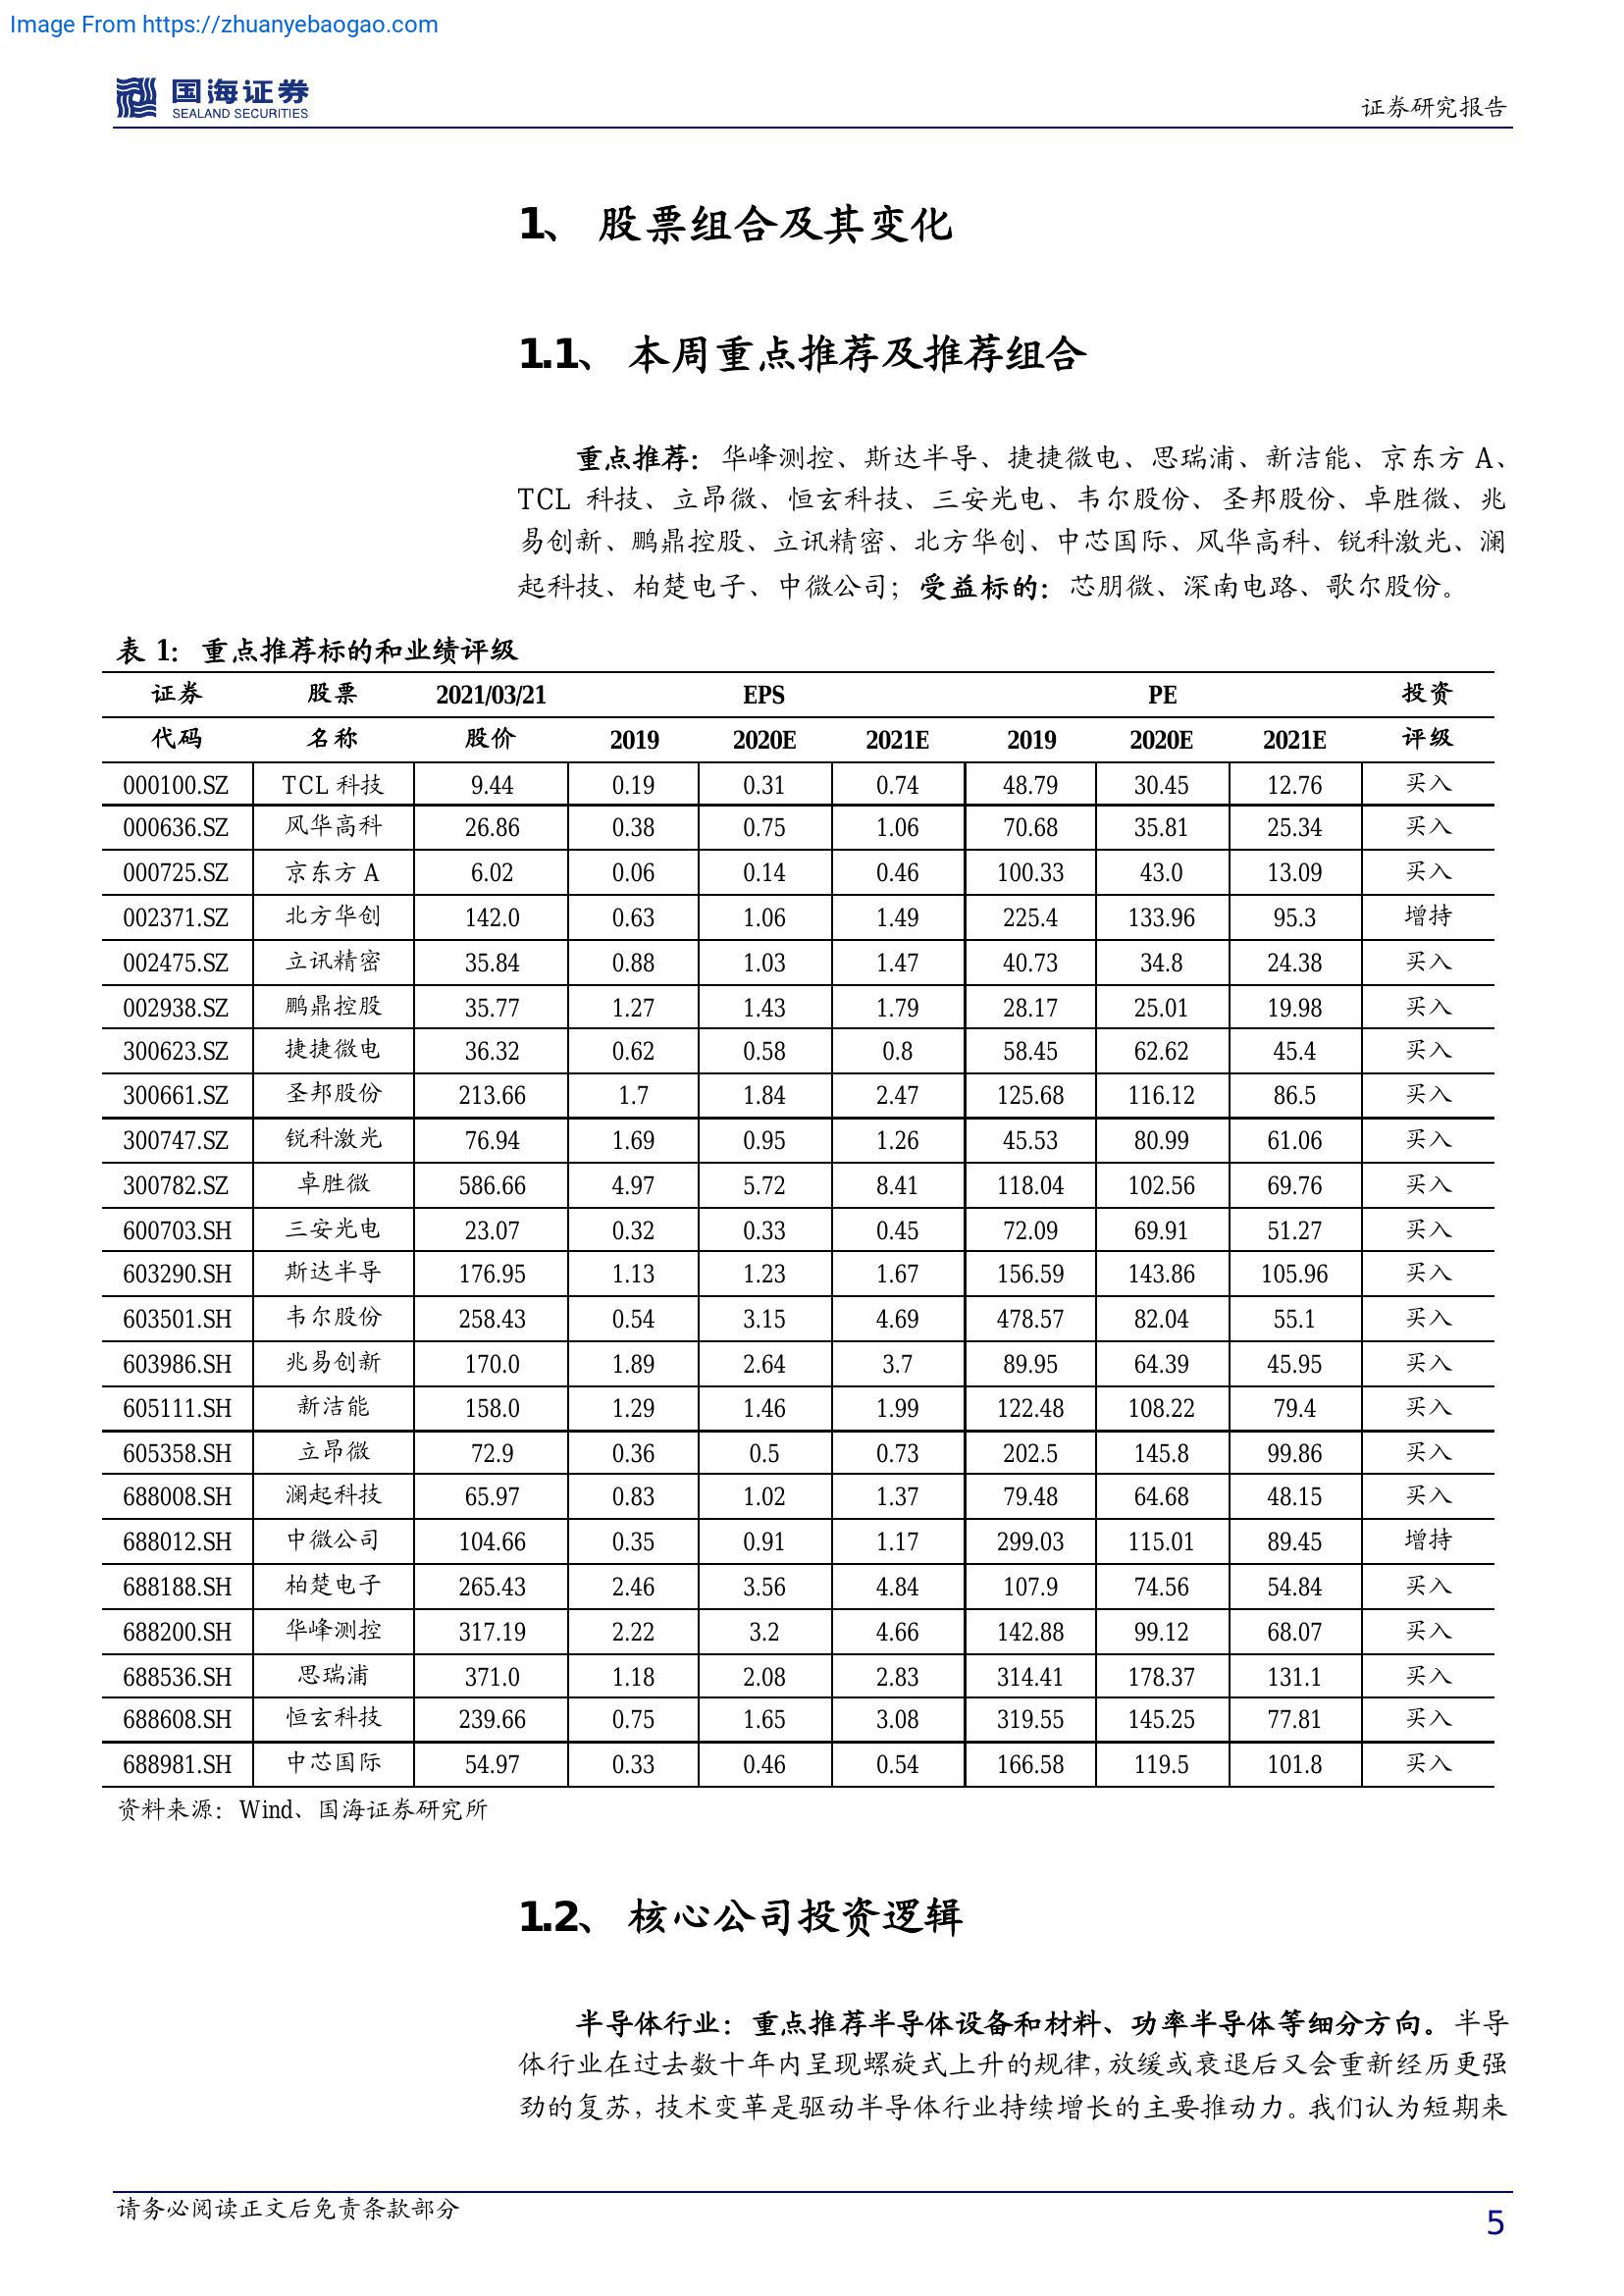 Image From https://zhuanyebaogao.com
国海证券
SEALAND SECURITIES
证券研究报告
1、 股票组合及其变化
1.1、 本周重点推荐及推荐组合
重点推荐：华峰测控、斯达半导、捷捷微电、思瑞浦、新洁能、京东方 A、
TCL 科技、立昂微、恒玄科技、三安光电、韦尔股份、圣邦股份、卓胜微、兆
易创新、鹏鼎控股、立讯精密、北方华创、中芯国际、风华高科、锐科激光、澜
起科技、柏楚电子、中微公司；受益标的：芯朋微、深南电路、歌尔股份。
表 1：重点推荐标的和业绩评级
证券 股票 2021/03/21 EPS PE 投资
代码 名称 股价 2019 2020E 2021E 2019 2020E 2021E 评级
000100.SZ TCL 科技 9.44 0.19 0.31 0.74 48.79 30.45 12.76 买入
000636.SZ 风华高科 26.86 0.38 0.75 1.06 70.68 35.81 25.34 买入
000725.SZ 京东方 A 6.02 0.06 0.14 0.46 100.33 43.0 13.09 买入
002371.SZ 北方华创 142.0 0.63 1.06 1.49 225.4 133.96 95.3 增持
002475.SZ 立讯精密 35.84 0.88 1.03 1.47 40.73 34.8 24.38 买入
002938.SZ 鹏鼎控股 35.77 1.27 1.43 1.79 28.17 25.01 19.98 买入
300623.SZ 捷捷微电 36.32 0.62 0.58 0.8 58.45 62.62 45.4 买入
300661.SZ 圣邦股份 213.66 1.7 1.84 2.47 125.68 116.12 86.5 买入
300747.SZ 锐科激光 76.94 1.69 0.95 1.26 45.53 80.99 61.06 买入
300782.SZ 卓胜微 586.66 4.97 5.72 8.41 118.04 102.56 69.76 买入
600703.SH 三安光电 23.07 0.32 0.33 0.45 72.09 69.91 51.27 买入
603290.SH 斯达半导 176.95 1.13 1.23 1.67 156.59 143.86 105.96 买入
603501.SH 韦尔股份 258.43 0.54 3.15 4.69 478.57 82.04 55.1 买入
603986.SH 兆易创新 170.0 1.89 2.64 3.7 89.95 64.39 45.95 买入
605111.SH 新洁能 158.0 1.29 1.46 1.99 122.48 108.22 79.4 买入
605358.SH 立昂微 72.9 0.36 0.5 0.73 202.5 145.8 99.86 买入
688008.SH 澜起科技 65.97 0.83 1.02 1.37 79.48 64.68 48.15 买入
688012.SH 中微公司 104.66 0.35 0.91 1.17 299.03 115.01 89.45 增持
688188.SH 柏楚电子 265.43 2.46 3.56 4.84 107.9 74.56 54.84 买入
688200.SH 华峰测控 317.19 2.22 3.2 4.66 142.88 99.12 68.07 买入
688536.SH 思瑞浦 371.0 1.18 2.08 2.83 314.41 178.37 131.1 买入
688608.SH 恒玄科技 239.66 0.75 1.65 3.08 319.55 145.25 77.81 买入
688981.SH 中芯国际 54.97 0.33 0.46 0.54 166.58 119.5 101.8 买入
资料来源：Wind、国海证券研究所
1.2、 核心公司投资逻辑
半导体行业：重点推荐半导体设备和材料、功率半导体等细分方向。半导
体行业在过去数十年内呈现螺旋式上升的规律，放缓或衰退后又会重新经历更强
劲的复苏，技术变革是驱动半导体行业持续增长的主要推动力。我们认为短期来
请务必阅读正文后免责条款部分
5